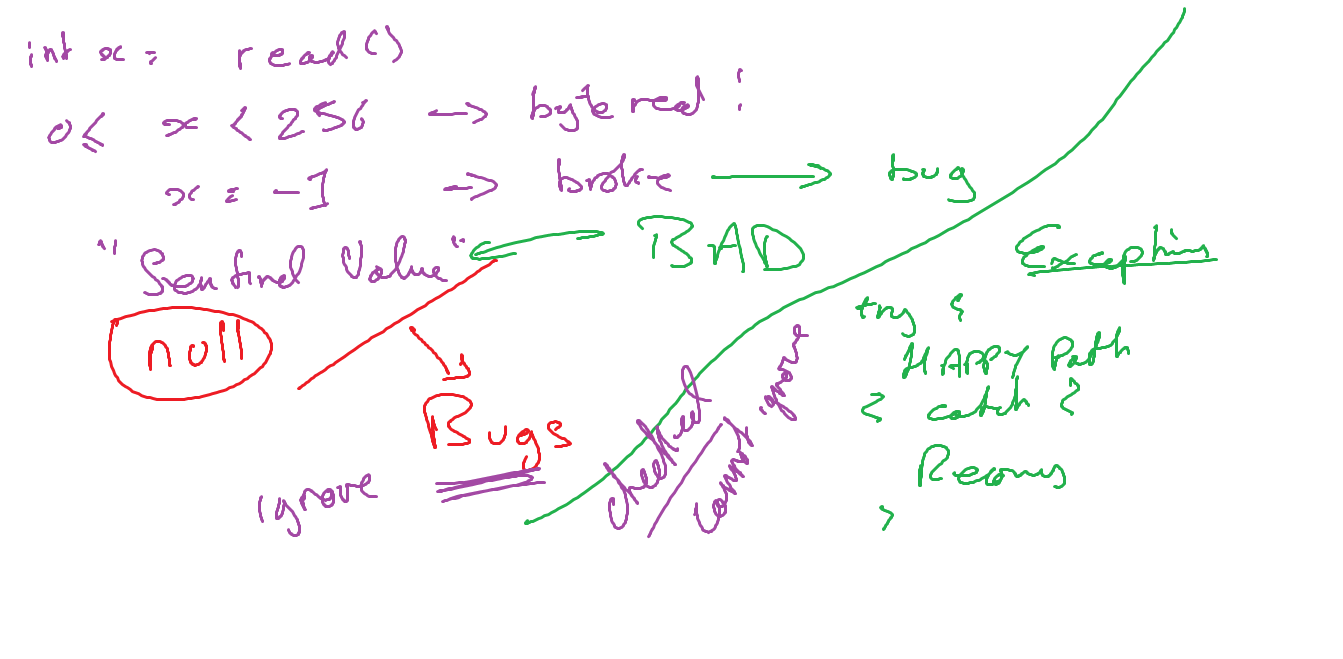 int x = read()
0 ≤ x < 256 → byte read!
x = -1 → broke → bug
"Sentinel Value" BAD
null
Bugs
ignore
checked
cannot ignore
Exceptions
try {
HAPPY Path
} catch {
Recovery
}